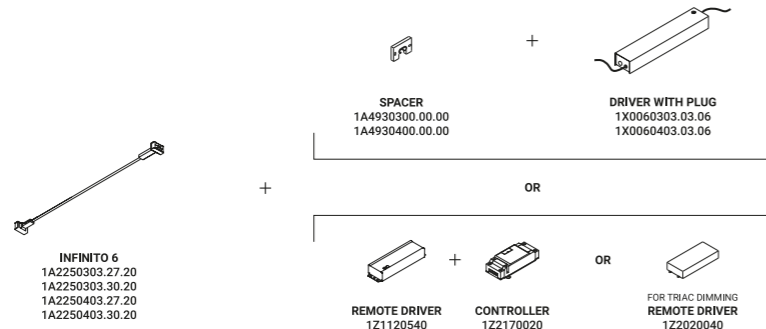 +
SPACER
1A4930300.00.00
1A4930400.00.00
DRIVER WITH PLUG
1X0060303.03.06
1X0060403.03.06
+
OR
INFINITO 6
1A2250303.27.20
1A2250303.30.20
1A2250403.27.20
1A2250403.30.20
+
OR
REMOTE DRIVER
1Z1120540
CONTROLLER
1Z2170020
FOR TRIAC DIMMING
REMOTE DRIVER
1Z2020040